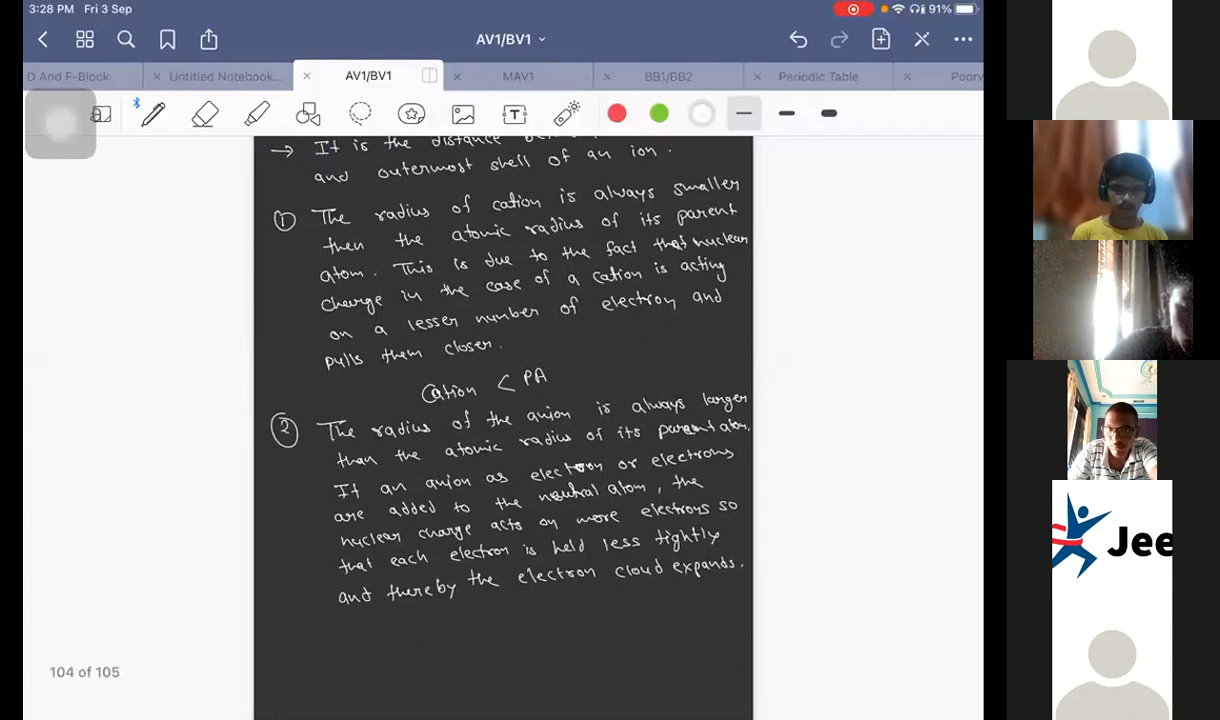 3:28 PM Fri 3 Sep
91%
AV1/BV1
D And F-Block
Untitled Notebook...
AV1/BV1
MAV1
BB1/BB2
Periodic Table
Poorv
→ It is the distance
and outermost shell of an ion.
① The radius of cation is always smaller
then the atomic radius of its parent
atom. This is due to the fact that nuclear
charge in the case of a cation is acting
on a lesser number of electron and
pulls them closer.
Cation < PA
② The radius of the anion is always larger
than the atomic radius of its parent atom.
If an anion as electron or electrons
are added to the neutral atom, the
nuclear charge acts on more electrons so
that each electron is held less tightly
and thereby the electron cloud expands.
104 of 105
Jee